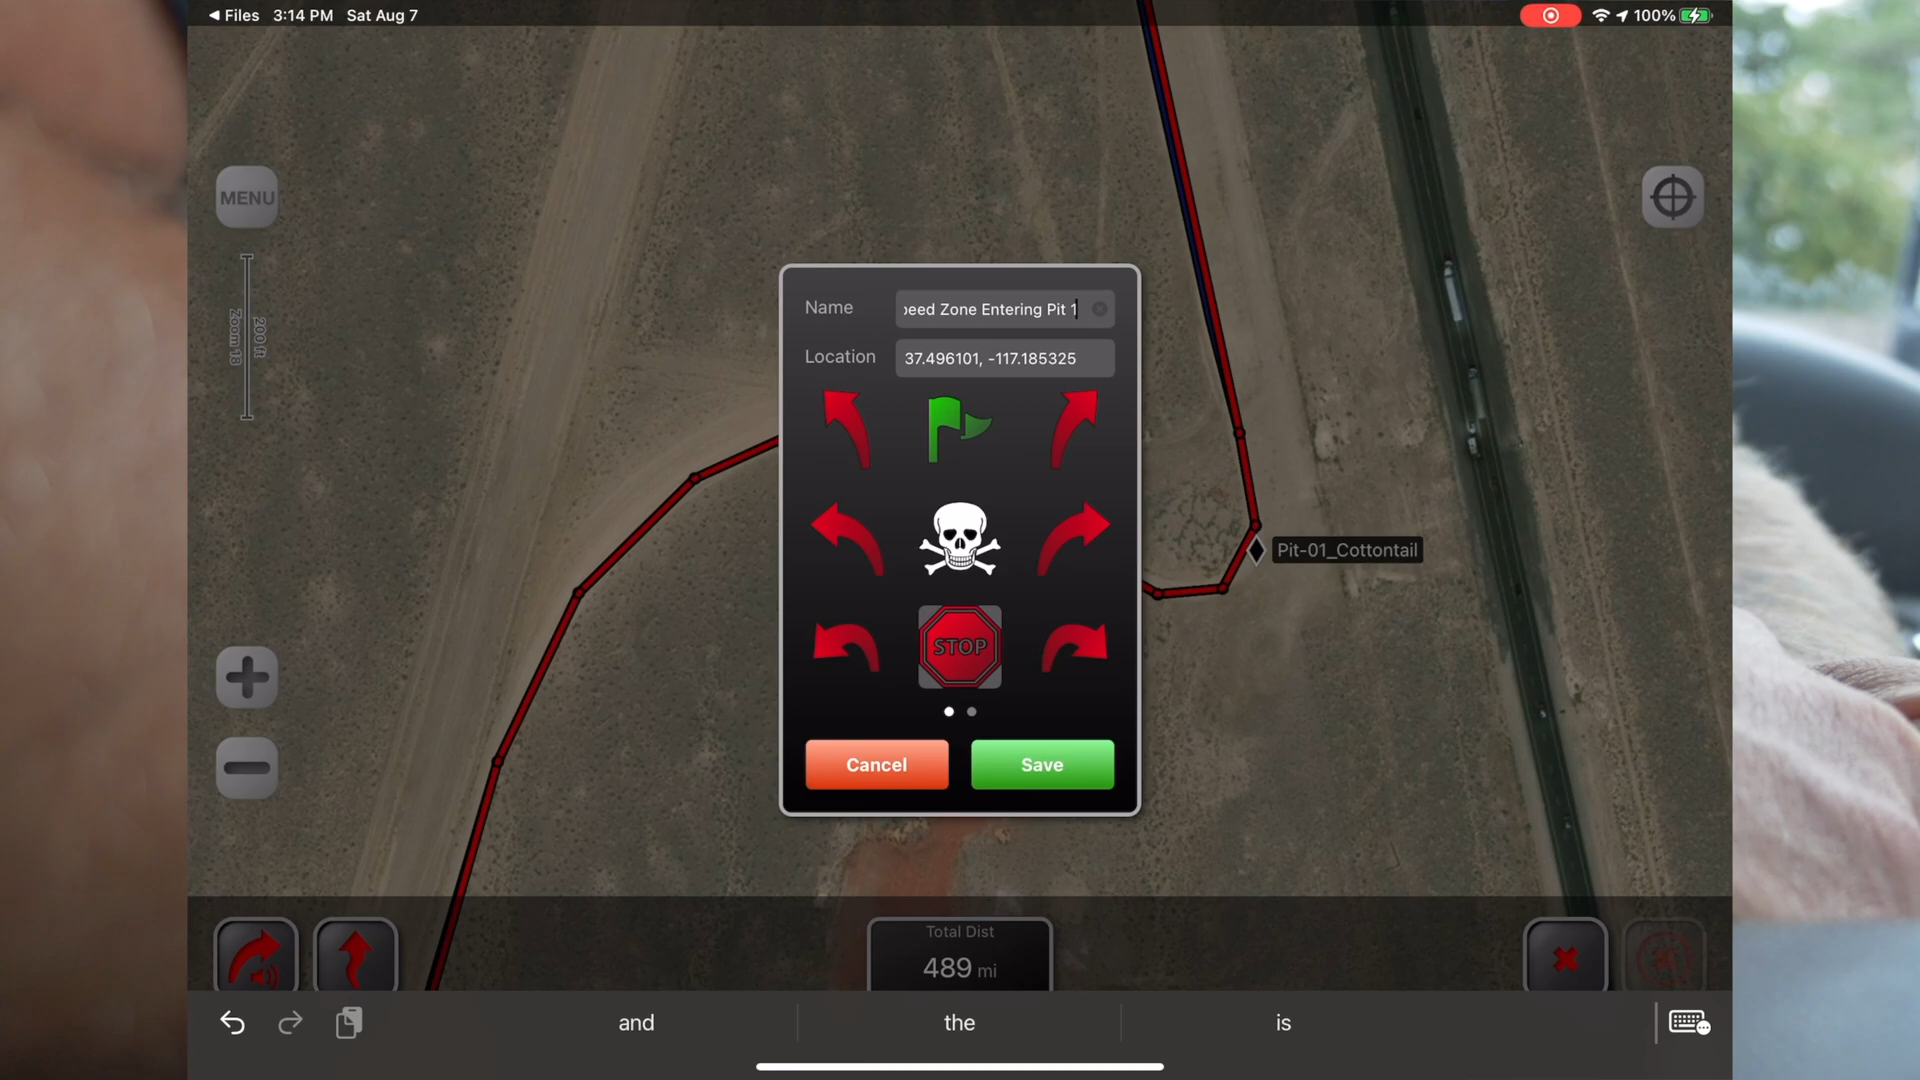 Files 3:14 PM Sat Aug 7
100%
MENU
200 ft
Zoom 18
Name
peed Zone Entering Pit 1
Location
37.496101, -117.185325
Pit-01_Cottontail
STOP
Cancel
Save
Total Dist
489 mi
and
the
is